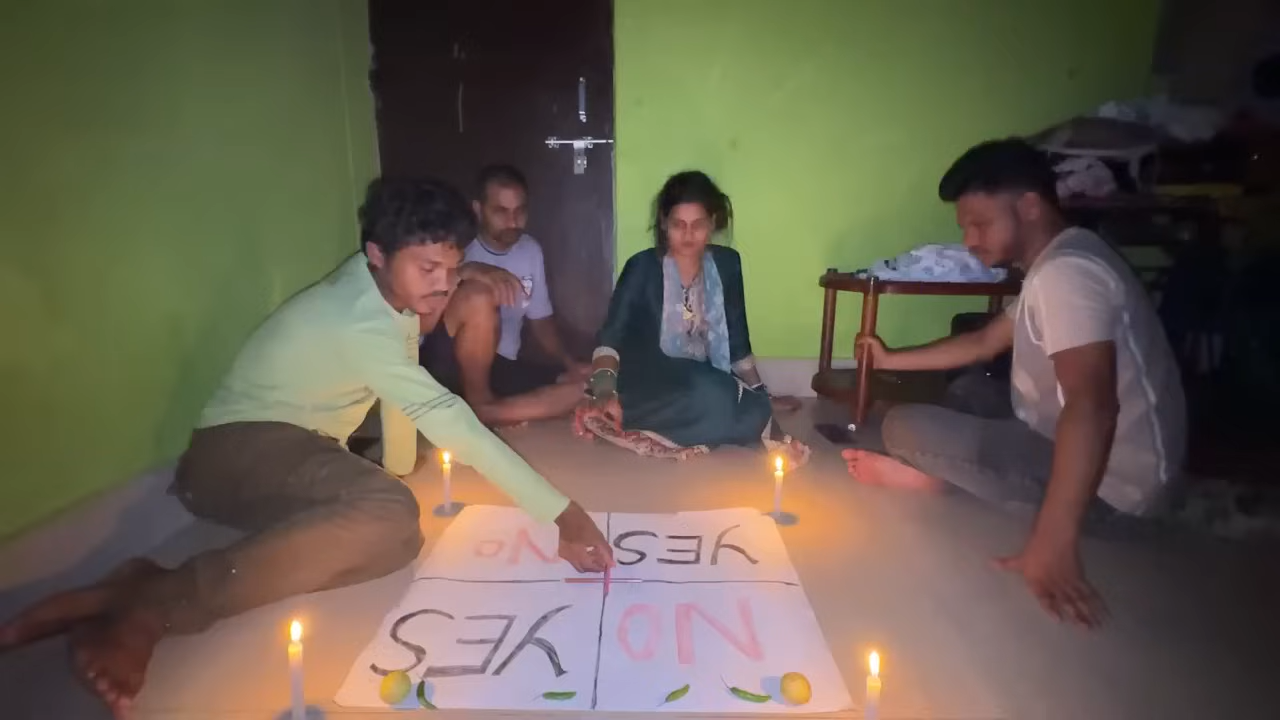 NO YES
YES NO